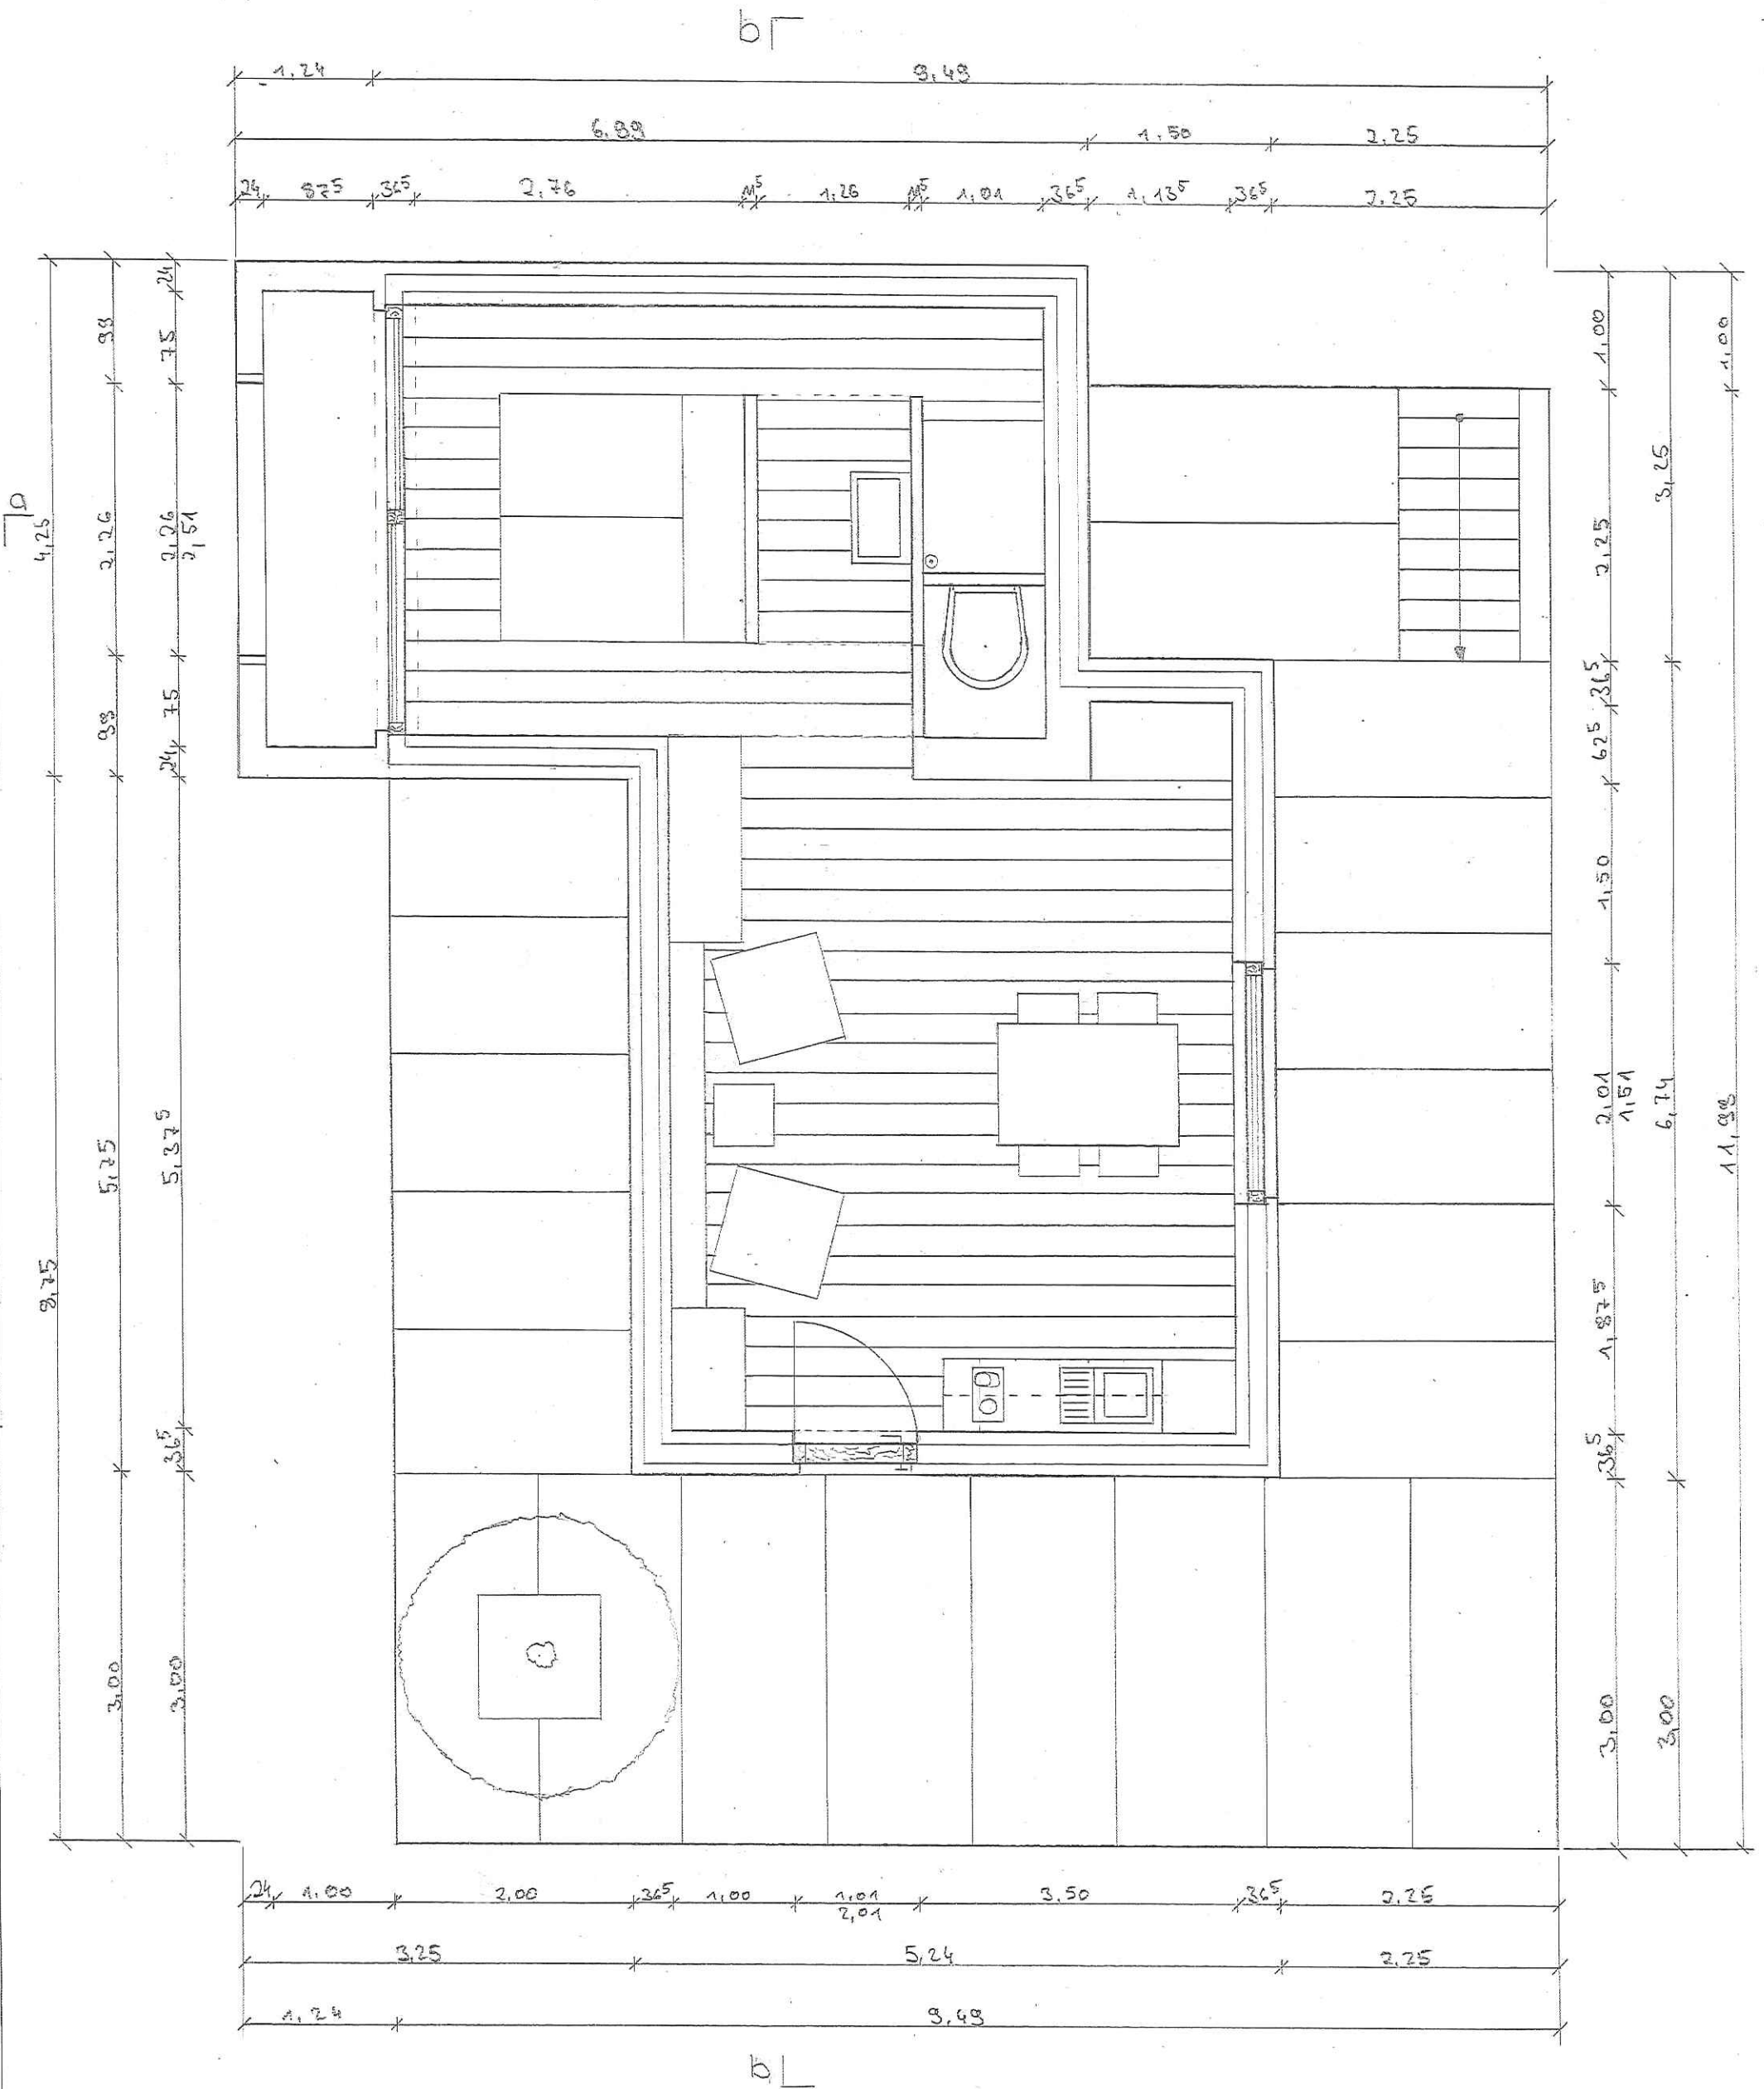 b
1,24 9,49
6,99 1,50 2,25
24 87⁵ 36⁵ 2,76 11⁵ 1,26 11⁵ 1,01 36⁵ 1,13⁵ 36⁵ 2,25
a
4,25 8,75
99 2,26 99 5,75 3,00
24 75 2,26 75 24 5,37⁵ 36⁵ 3,00
2,51
1,00 2,25 36⁵ 62⁵ 1,50 2,01 1,87⁵ 36⁵ 3,00
1,51
3,25 6,74 3,00
1,00 11,99
24 1,00 2,00 36⁵ 1,00 1,01 3,50 36⁵ 2,25
2,01
3,25 5,24 2,25
1,24 9,49
b